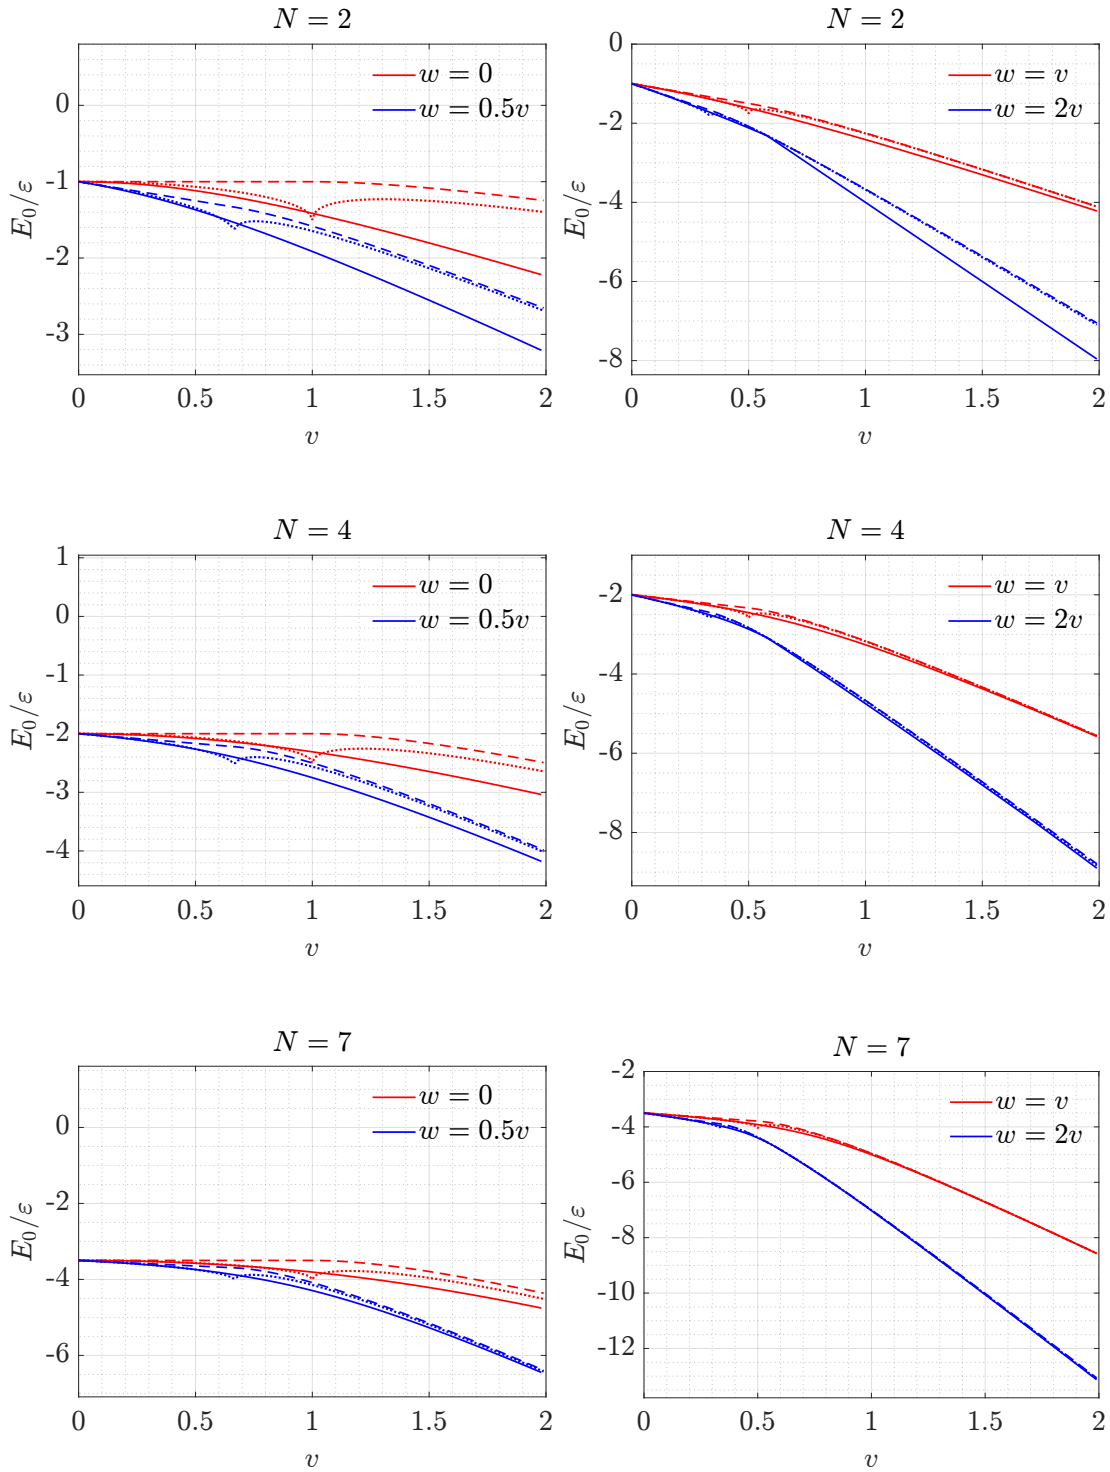 N = 2
w = 0
w = 0.5v
0
-1
-2
-3
E₀/ε
0 0.5 1 1.5 2
v
N = 2
w = v
w = 2v
0
-2
-4
-6
-8
E₀/ε
0 0.5 1 1.5 2
v
N = 4
w = 0
w = 0.5v
1
0
-1
-2
-3
-4
E₀/ε
0 0.5 1 1.5 2
v
N = 4
w = v
w = 2v
-2
-4
-6
-8
E₀/ε
0 0.5 1 1.5 2
v
N = 7
w = 0
w = 0.5v
0
-2
-4
-6
E₀/ε
0 0.5 1 1.5 2
v
N = 7
w = v
w = 2v
-2
-4
-6
-8
-10
-12
E₀/ε
0 0.5 1 1.5 2
v